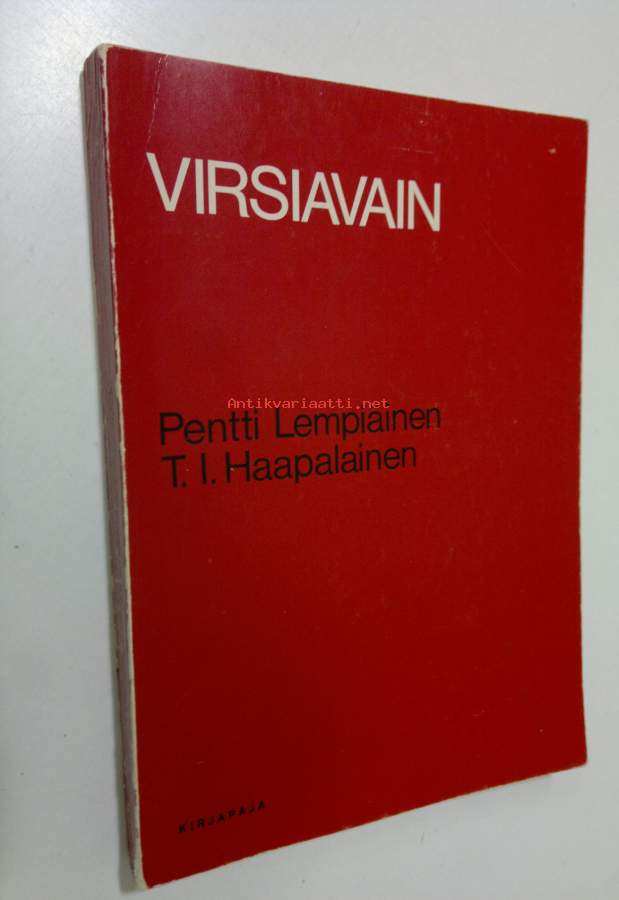 VIRSIAVAIN
Antikvariaatti.net
Pentti Lempiäinen
T. I. Haapalainen
KIRJAPAJA